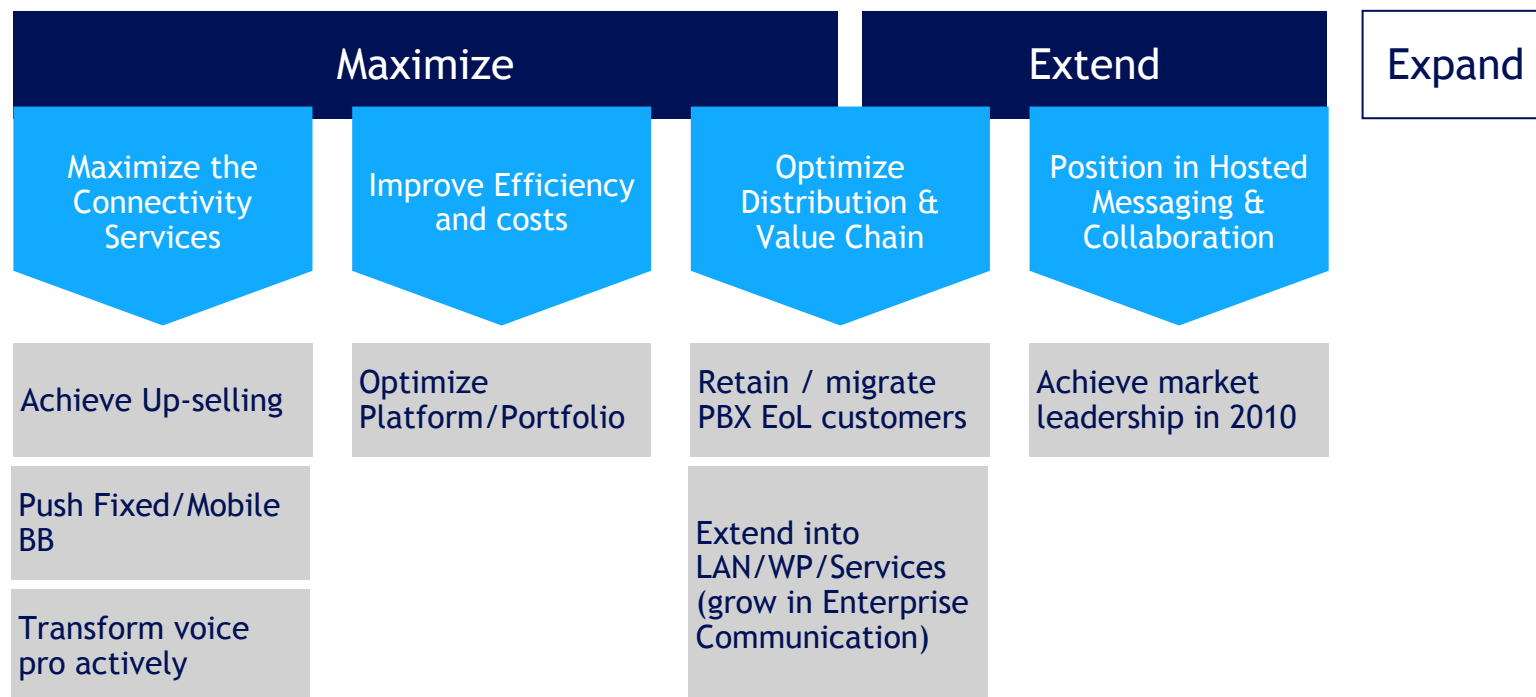 Maximize
Extend
Expand
Maximize the
Connectivity
Services
Improve Efficiency
and costs
Optimize
Distribution &
Value Chain
Position in Hosted
Messaging &
Collaboration
Achieve Up-selling
Optimize
Platform/Portfolio
Retain / migrate
PBX EoL customers
Achieve market
leadership in 2010
Push Fixed/Mobile
BB
Extend into
LAN/WP/Services
(grow in Enterprise
Communication)
Transform voice
pro actively